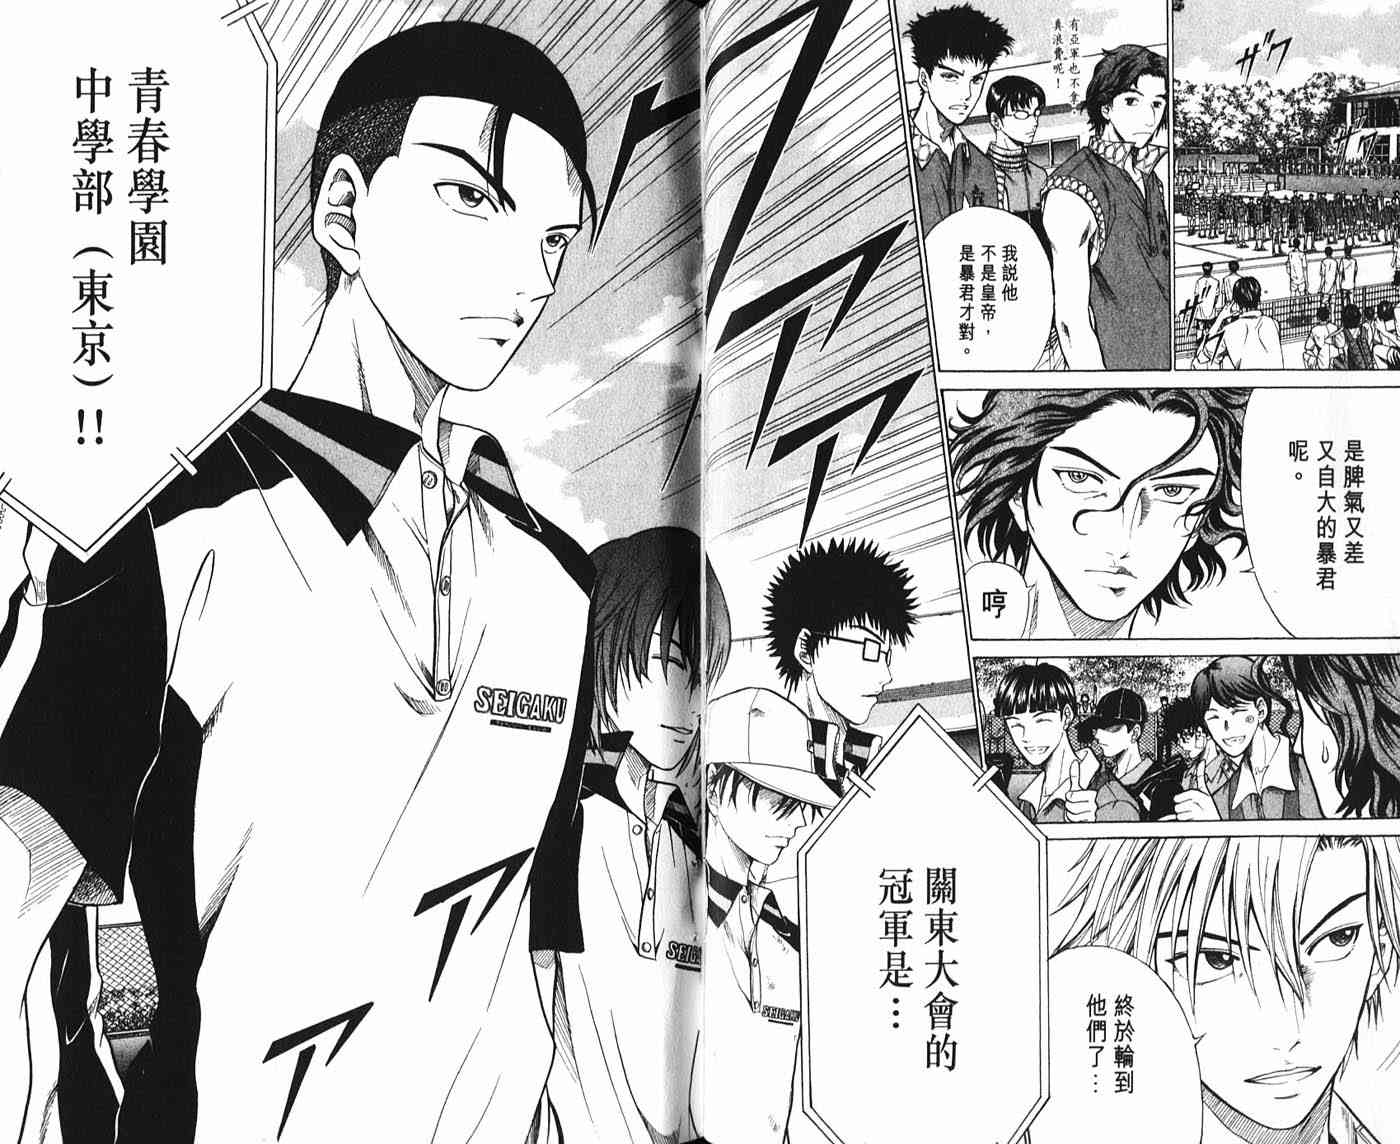 有亞軍也不拿
真浪費呢！
我說他
不是皇帝，
是暴君才對。
是脾氣又差
又自大的暴君
呢。
哼
終於輪到
他們了…
關東大會的
冠軍是…
青春學園
中學部（東京）!!
SEIGAKU
SEIGAKU
SEIGAKU